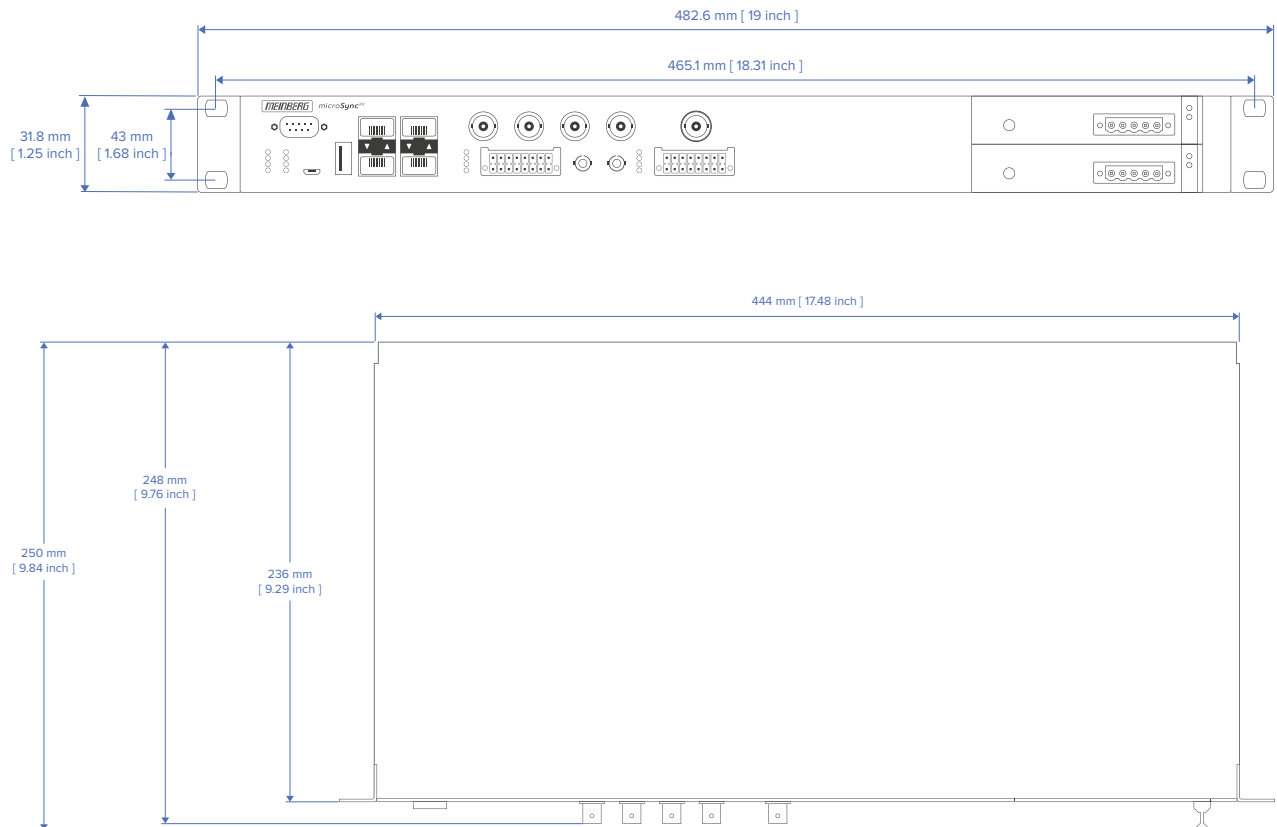 482.6 mm [ 19 inch ]
465.1 mm [ 18.31 inch ]
31.8 mm
[ 1.25 inch ]
43 mm
[ 1.68 inch ]
MEINBERG microSync
444 mm [ 17.48 inch ]
248 mm
[ 9.76 inch ]
250 mm
[ 9.84 inch ]
236 mm
[ 9.29 inch ]